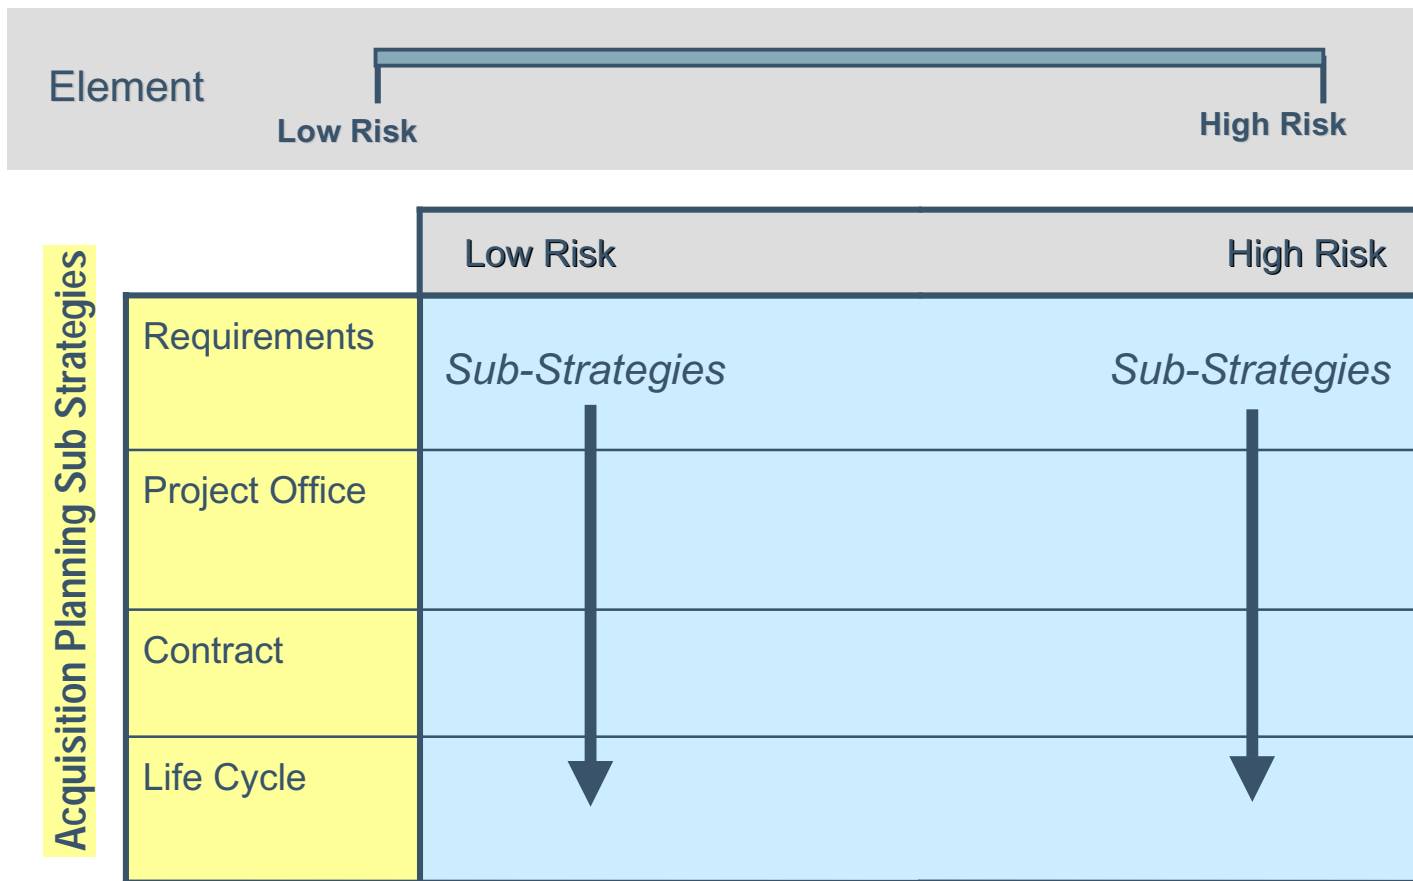 Element
Low Risk
High Risk
Low Risk
High Risk
Acquisition Planning Sub Strategies
Requirements
Sub-Strategies
Sub-Strategies
Project Office
Contract
Life Cycle